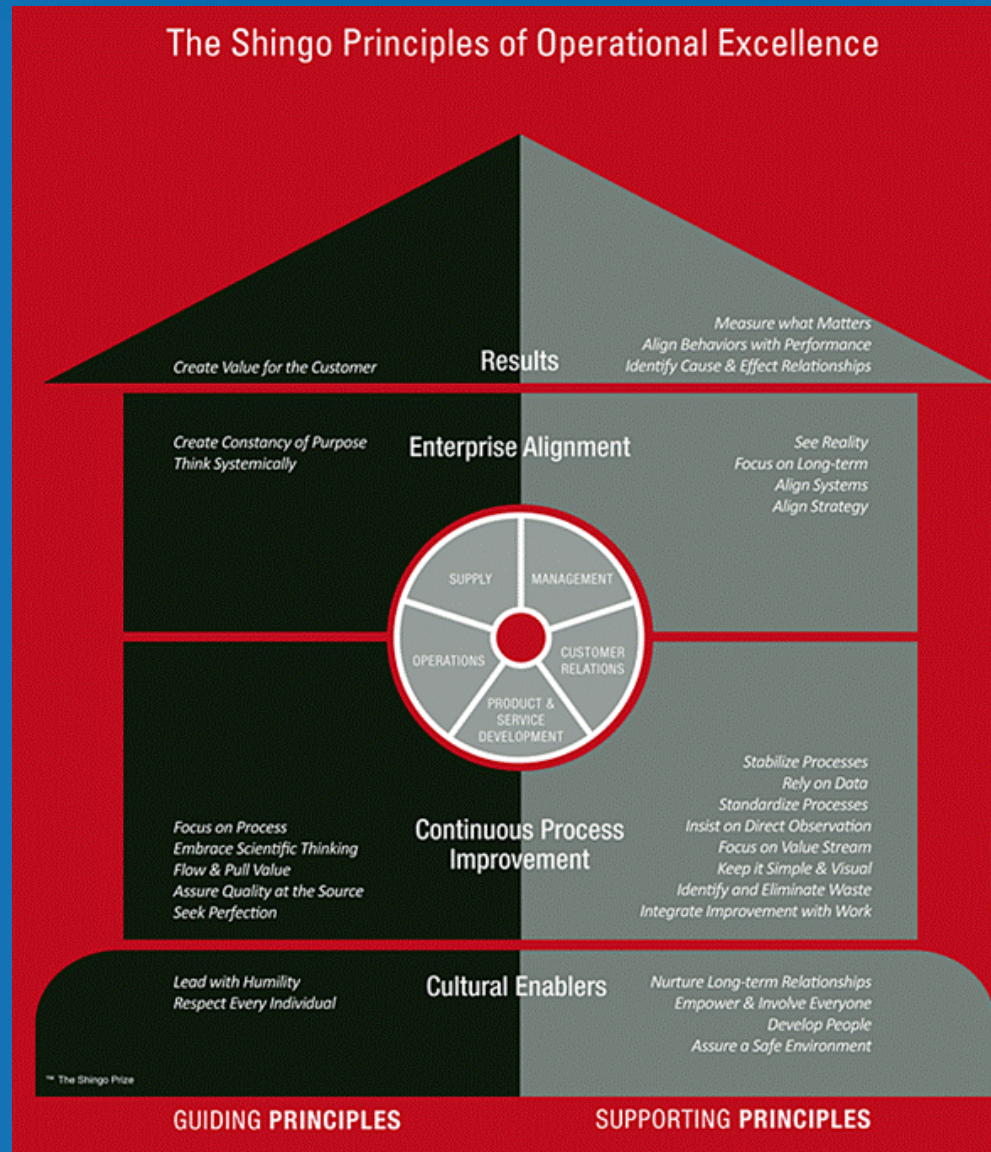 The Shingo Principles of Operational Excellence
Create Value for the Customer
Results
Measure what Matters
Align Behaviors with Performance
Identify Cause & Effect Relationships
Create Constancy of Purpose
Think Systemically
Enterprise Alignment
See Reality
Focus on Long-term
Align Systems
Align Strategy
SUPPLY
MANAGEMENT
OPERATIONS
CUSTOMER
RELATIONS
PRODUCT &
SERVICE
DEVELOPMENT
Focus on Process
Embrace Scientific Thinking
Flow & Pull Value
Assure Quality at the Source
Seek Perfection
Continuous Process
Improvement
Stabilize Processes
Rely on Data
Standardize Processes
Insist on Direct Observation
Focus on Value Stream
Keep it Simple & Visual
Identify and Eliminate Waste
Integrate Improvement with Work
Lead with Humility
Respect Every Individual
Cultural Enablers
Nurture Long-term Relationships
Empower & Involve Everyone
Develop People
Assure a Safe Environment
™ The Shingo Prize
GUIDING PRINCIPLES
SUPPORTING PRINCIPLES